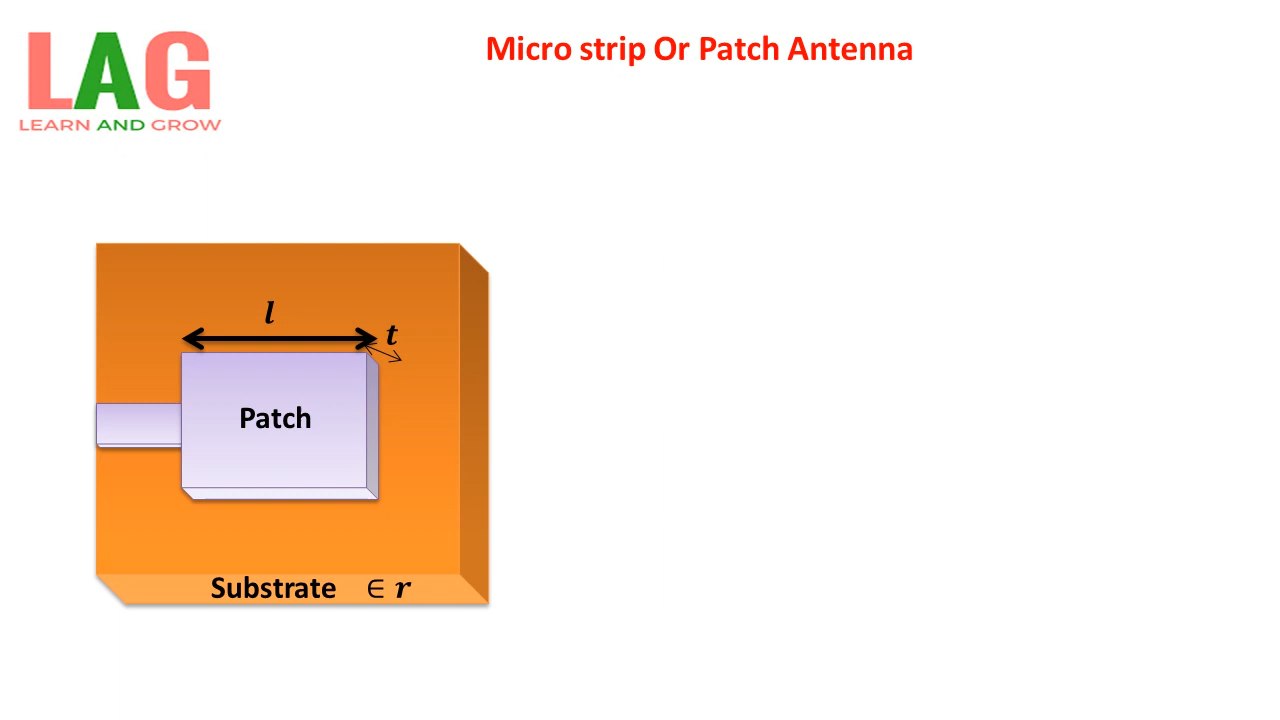 LAG
LEARN AND GROW
Micro strip Or Patch Antenna
l
t
Patch
Substrate ∈ r